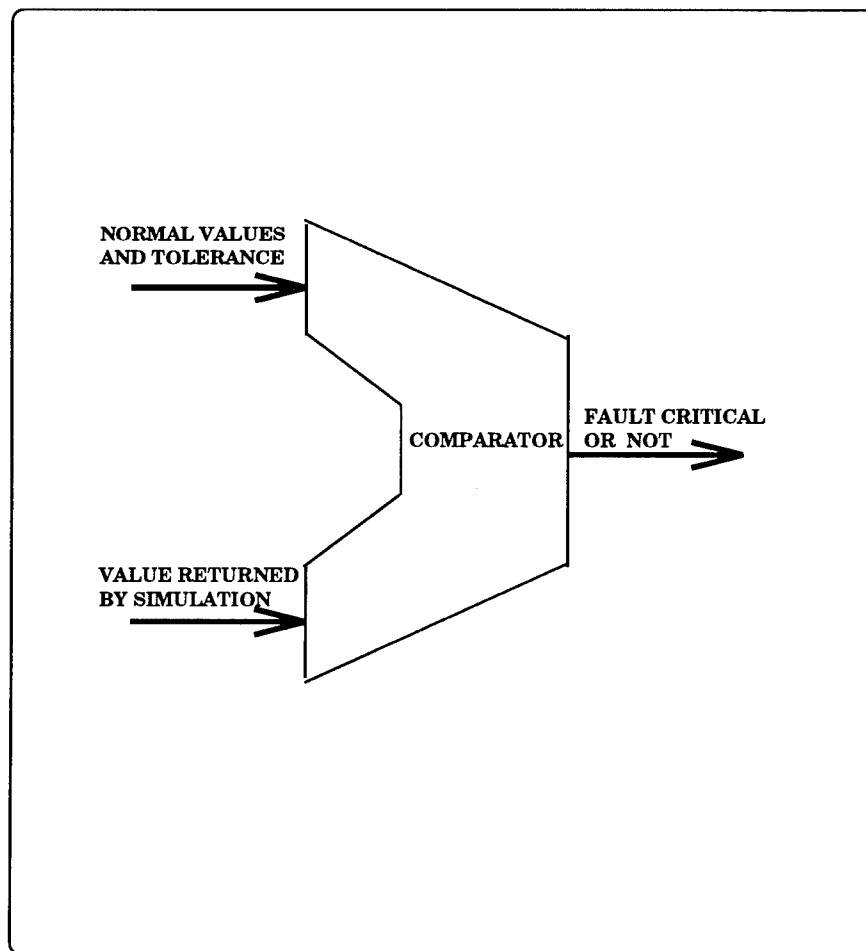 NORMAL VALUES
AND TOLERANCE
COMPARATOR
FAULT CRITICAL
OR NOT
VALUE RETURNED
BY SIMULATION